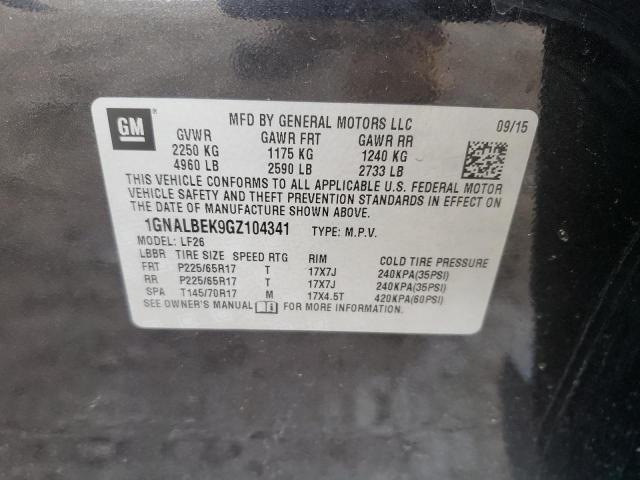 GM
MFD BY GENERAL MOTORS LLC 09/15
GVWR GAWR FRT GAWR RR
2250 KG 1175 KG 1240 KG
4960 LB 2590 LB 2733 LB
THIS VEHICLE CONFORMS TO ALL APPLICABLE U.S. FEDERAL MOTOR
VEHICLE SAFETY AND THEFT PREVENTION STANDARDS IN EFFECT ON
THE DATE OF MANUFACTURE SHOWN ABOVE.
1GNALBEK9GZ104341 TYPE: M.P.V.
MODEL: LF26
LBBR TIRE SIZE SPEED RTG RIM COLD TIRE PRESSURE
FRT P225/65R17 T 17X7J 240KPA(35PSI)
RR P225/65R17 T 17X7J 240KPA(35PSI)
SPA T145/70R17 M 17X4.5T 420KPA(60PSI)
SEE OWNER'S MANUAL FOR MORE INFORMATION.